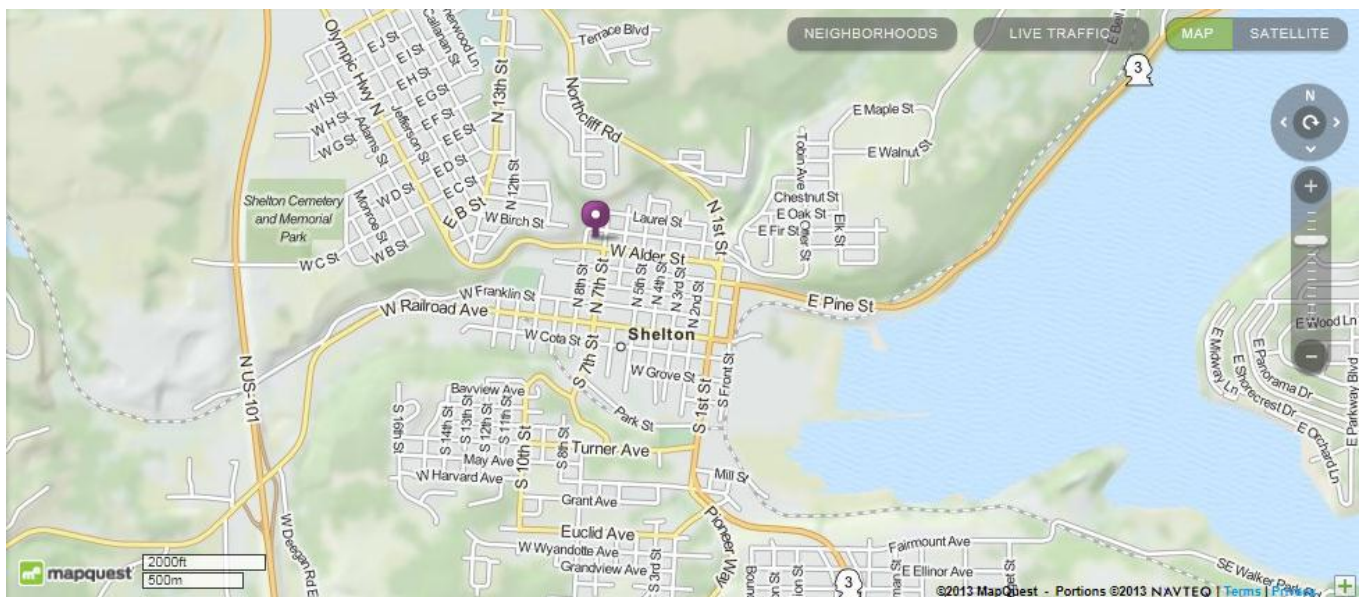 NEIGHBORHOODS
LIVE TRAFFIC
MAP
SATELLITE
N
3
Olympic Hwy N
Callanan St
E J St
E H St
E G St
E F St
E E St
E D St
E C St
E B St
W I St
W H St
W G St
Adams St
Jefferson St
Monroe St
W D St
W B St
W C St
N 13th St
N 12th St
Terrace Blvd
Northcliff Rd
N 1st St
E Maple St
E Walnut St
Tobin Ave
Chestnut St
E Oak St
E Fir St
Elk St
Shelton Cemetery
and Memorial
Park
W Birch St
Laurel St
W Alder St
N 8th St
N 7th St
N 5th St
N 4th St
N 3rd St
N 2nd St
E Pine St
W Franklin St
W Railroad Ave
W Cota St
Shelton
W Grove St
S 7th St
S 1st St
S Front St
Park St
N US-101
Bayview Ave
S 16th St
S 14th St
S 13th St
S 12th St
S 11th St
S 10th St
S 8th St
Turner Ave
May Ave
W Harvard Ave
Mill St
Grant Ave
Euclid Ave
W Wyandotte Ave
Grandview Ave
S 3rd St
Pioneer Way
W Deegan Rd E
Fairmount Ave
E Ellinor Ave
SE Walker Park Rd
3
E Wood Ln
E Midway Ln
E Panorama Dr
E Shorecrest Dr
E Orchard Ln
E Parkway Blvd
mapquest
2000ft
500m
©2013 MapQuest - Portions ©2013 NAVTEQ | Terms | Privacy